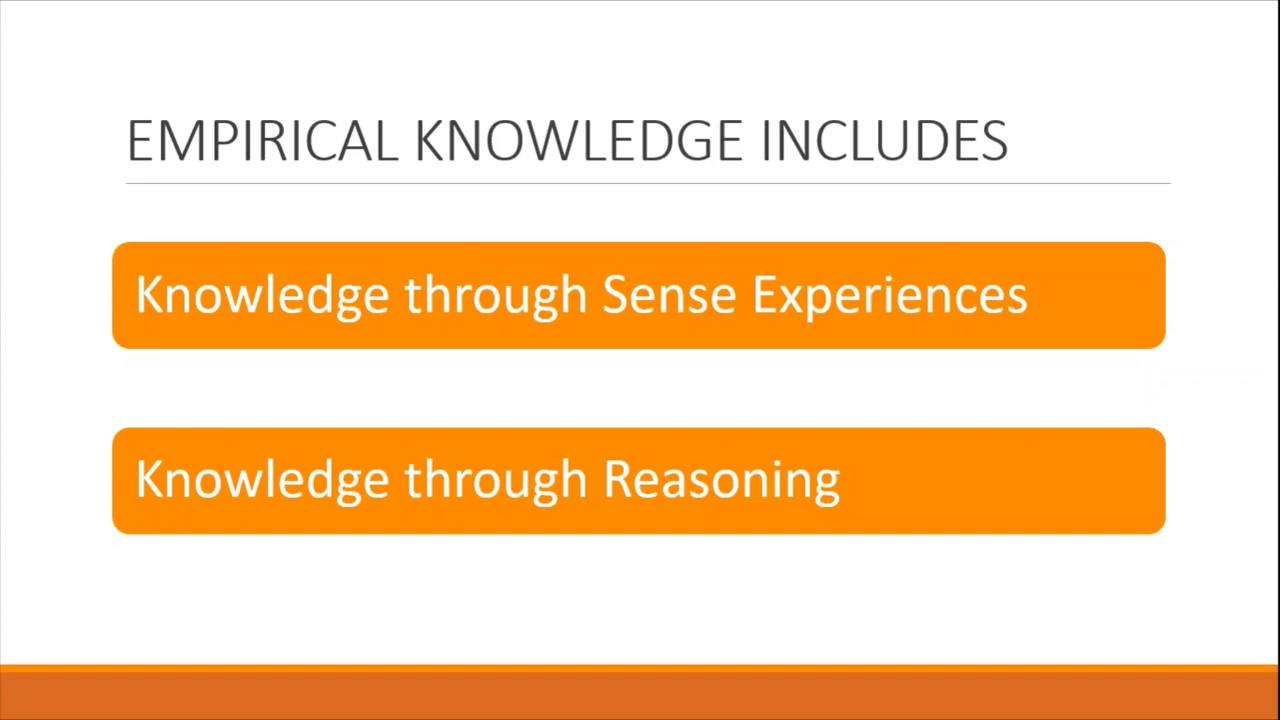 EMPIRICAL KNOWLEDGE INCLUDES
Knowledge through Sense Experiences
Knowledge through Reasoning